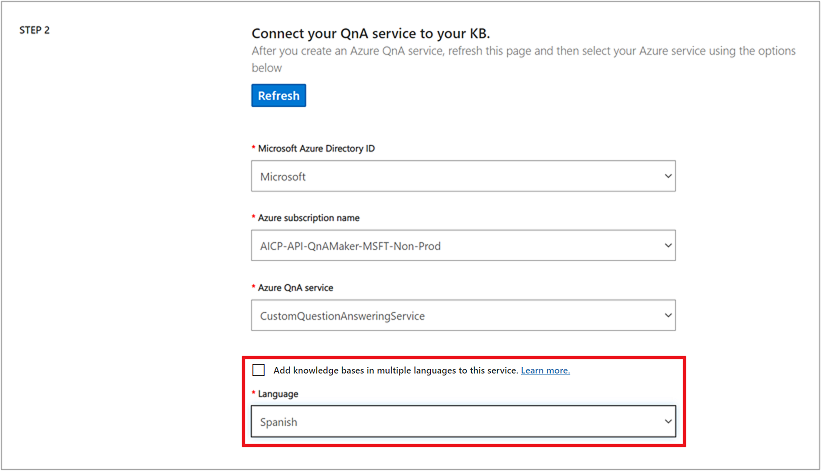 STEP 2
Connect your QnA service to your KB.
After you create an Azure QnA service, refresh this page and then select your Azure service using the options
below
Refresh
* Microsoft Azure Directory ID
Microsoft
* Azure subscription name
AICP-API-QnAMaker-MSFT-Non-Prod
* Azure QnA service
CustomQuestionAnsweringService
Add knowledge bases in multiple languages to this service. Learn more.
* Language
Spanish